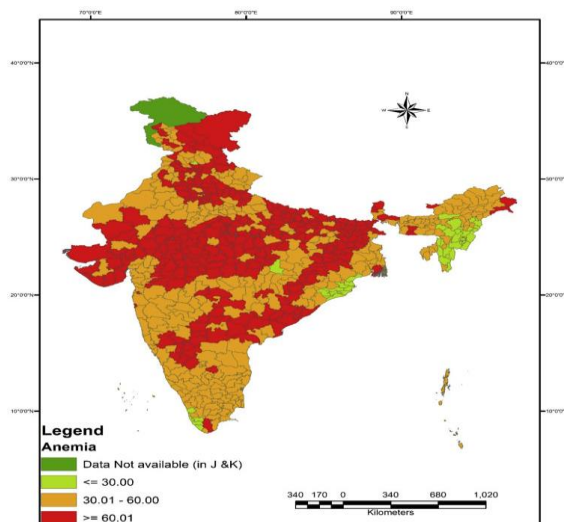 70°0'0"E 80°0'0"E 90°0'0"E
40°0'0"N 40°0'0"N
N
W E
S
30°0'0"N 30°0'0"N
20°0'0"N 20°0'0"N
10°0'0"N 10°0'0"N
Legend
Anemia
Data Not available (in J &K)
<= 30.00
30.01 - 60.00
>= 60.01
340 170 0 340 680 1,020
Kilometers